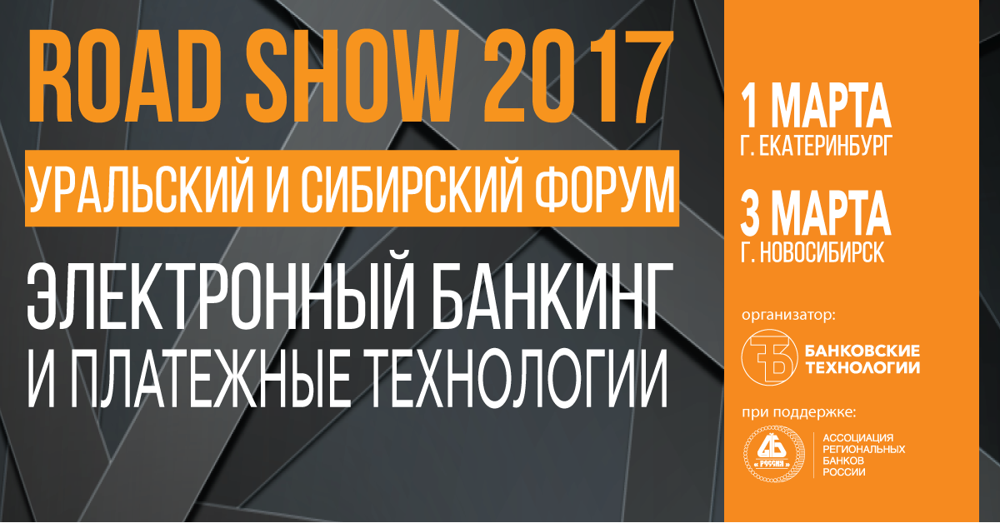 ROAD SHOW 2017
УРАЛЬСКИЙ И СИБИРСКИЙ ФОРУМ
ЭЛЕКТРОННЫЙ БАНКИНГ
И ПЛАТЕЖНЫЕ ТЕХНОЛОГИИ
1 МАРТА
Г. ЕКАТЕРИНБУРГ
3 МАРТА
Г. НОВОСИБИРСК
организатор:
ТБ
БАНКОВСКИЕ
ТЕХНОЛОГИИ
при поддержке:
«РОССИЯ»
АССОЦИАЦИЯ
РЕГИОНАЛЬНЫХ
БАНКОВ
РОССИИ